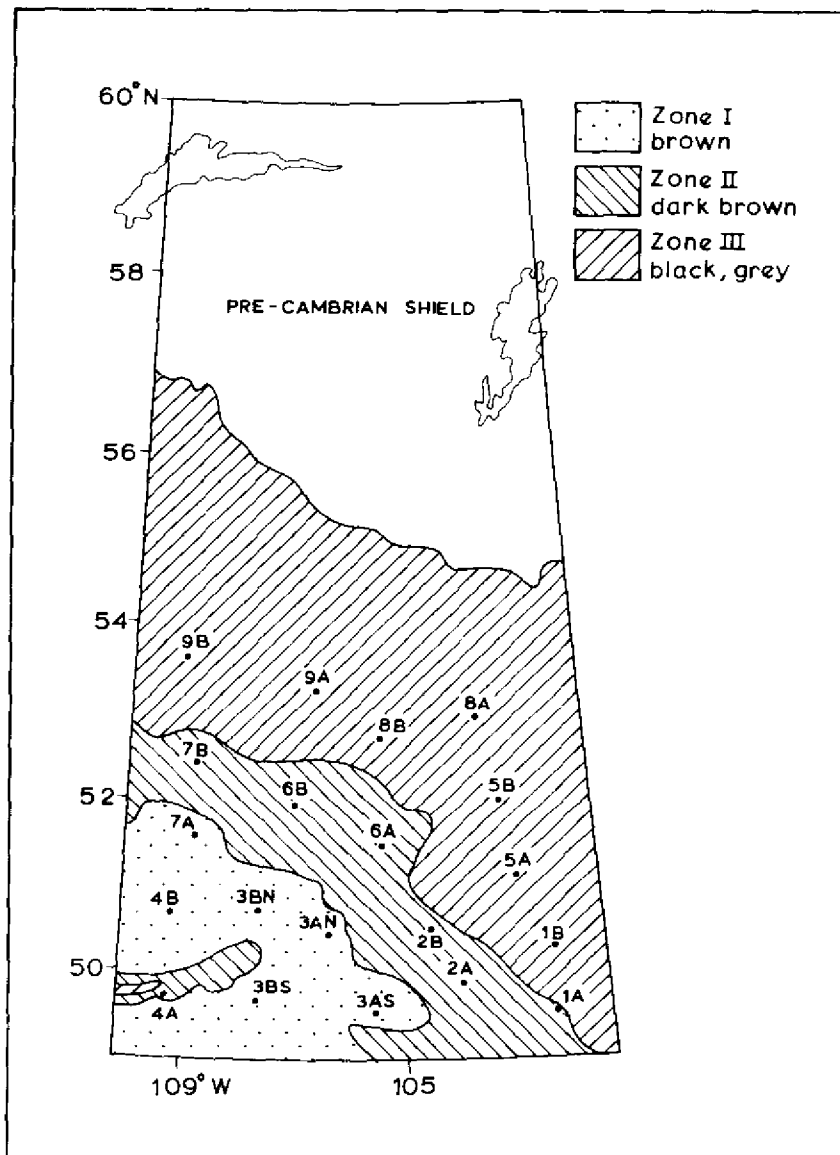 60°N
Zone I
brown
Zone II
dark brown
Zone III
black, grey
58
PRE-CAMBRIAN SHIELD
56
54
9B
9A
8A
8B
7B
52
6B
5B
6A
7A
5A
4B
3BN
3AN
2B
1B
50
2A
4A
3BS
3AS
1A
109°W
105